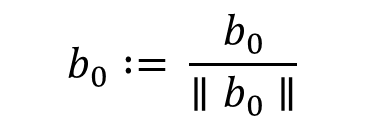 b₀ := b₀ / ‖ b₀ ‖